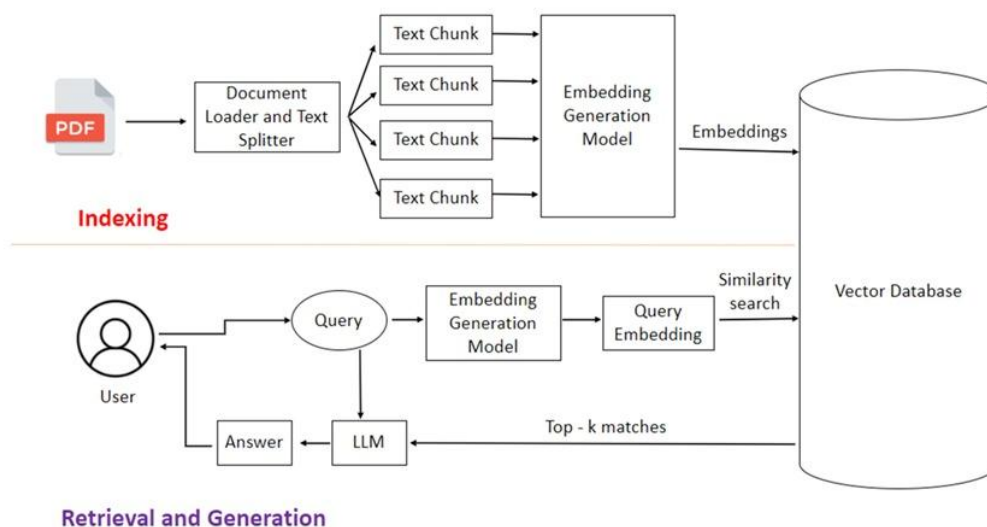 Text Chunk
Text Chunk
Text Chunk
Text Chunk
PDF
Document
Loader and Text
Splitter
Embedding
Generation
Model
Embeddings
Indexing
Vector Database
User
Query
Embedding
Generation
Model
Query
Embedding
Similarity
search
Answer
LLM
Top - k matches
Retrieval and Generation